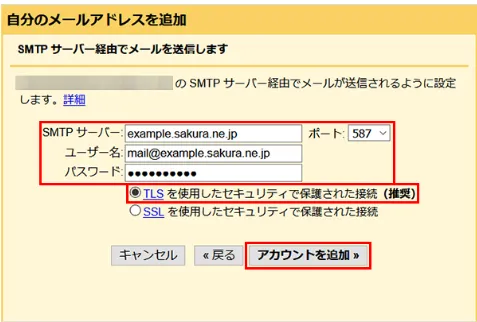 自分のメールアドレスを追加
SMTP サーバー経由でメールを送信します
の SMTP サーバー経由でメールが送信されるように設定
します。詳細
SMTP サーバー: example.sakura.ne.jp ポート: 587
ユーザー名: mail@example.sakura.ne.jp
パスワード: ●●●●●●●●●●
TLS を使用したセキュリティで保護された接続（推奨）
SSL を使用したセキュリティで保護された接続
キャンセル « 戻る アカウントを追加 »